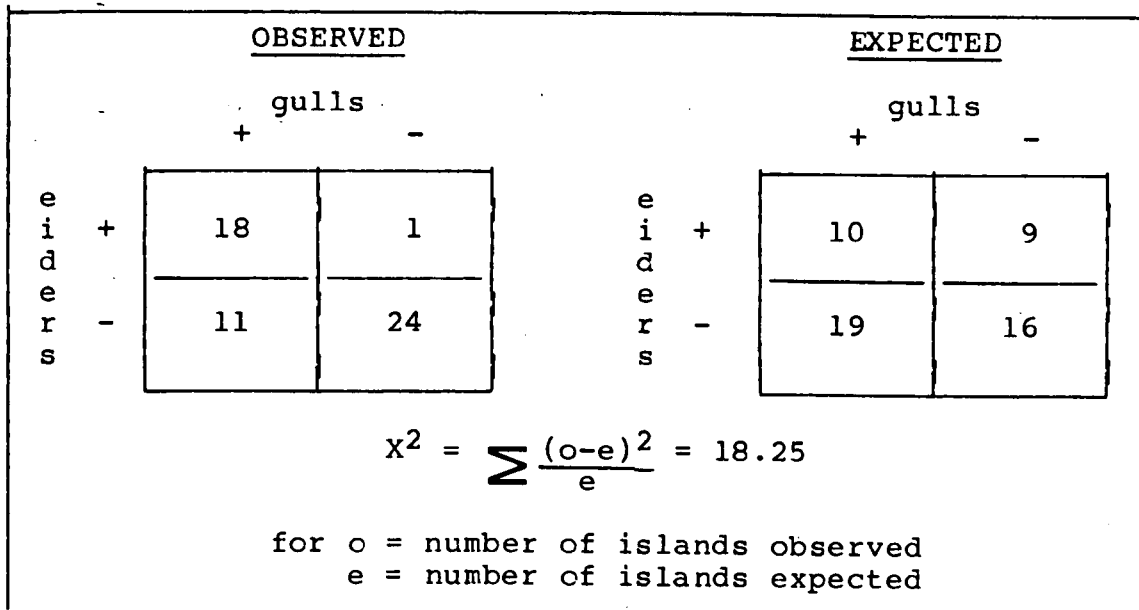 OBSERVED EXPECTED
gulls gulls
+ - + -
eiders + 18 1 eiders + 10 9
- 11 24 - 19 16
X² = ∑ (o-e)²/e = 18.25
for o = number of islands observed
e = number of islands expected